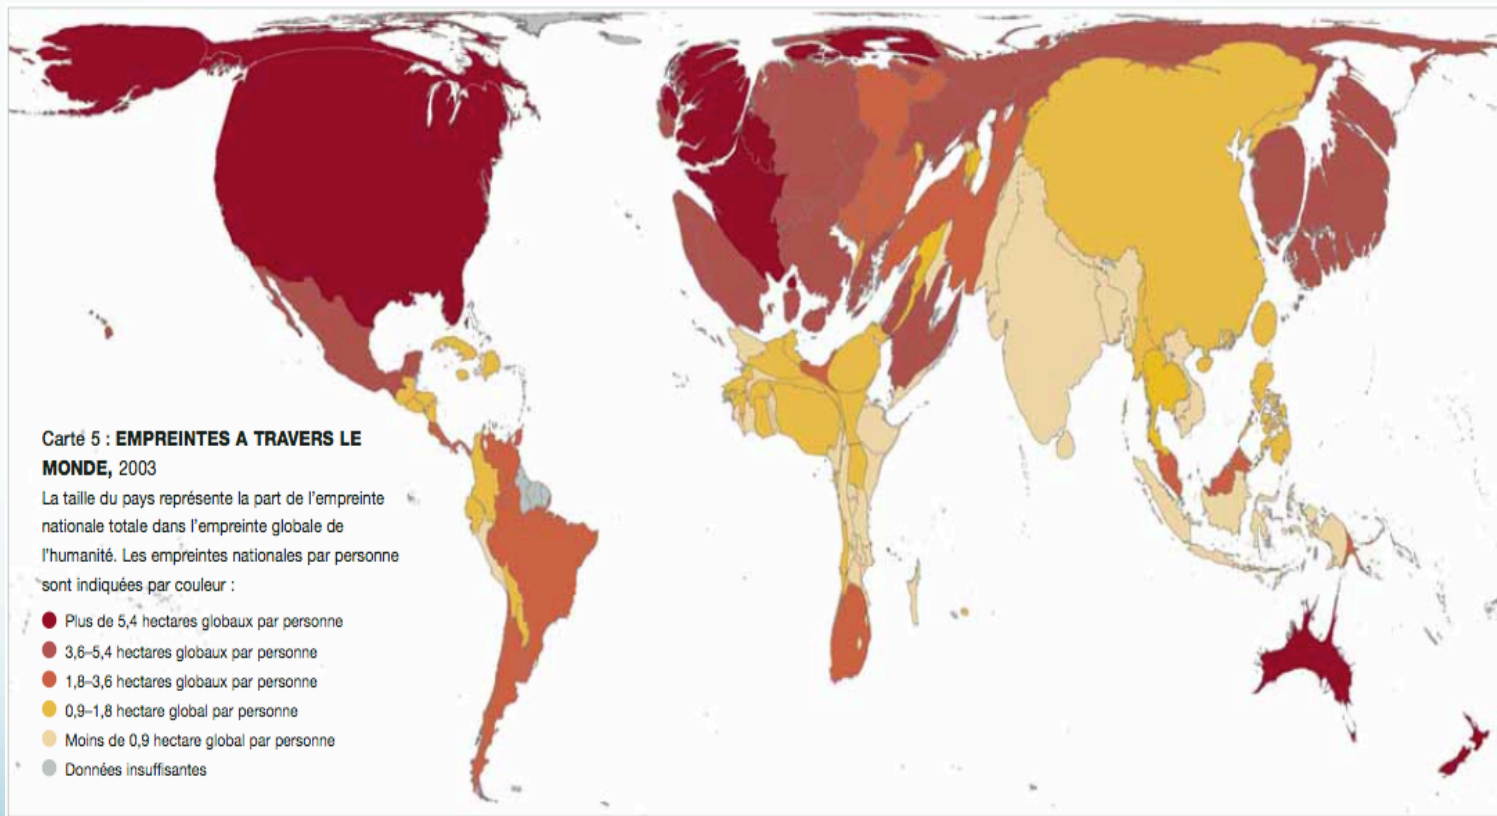 Carte 5 : EMPREINTES A TRAVERS LE
MONDE, 2003
La taille du pays représente la part de l'empreinte
nationale totale dans l'empreinte globale de
l'humanité. Les empreintes nationales par personne
sont indiquées par couleur :
Plus de 5,4 hectares globaux par personne
3,6–5,4 hectares globaux par personne
1,8–3,6 hectares globaux par personne
0,9–1,8 hectare global par personne
Moins de 0,9 hectare global par personne
Données insuffisantes